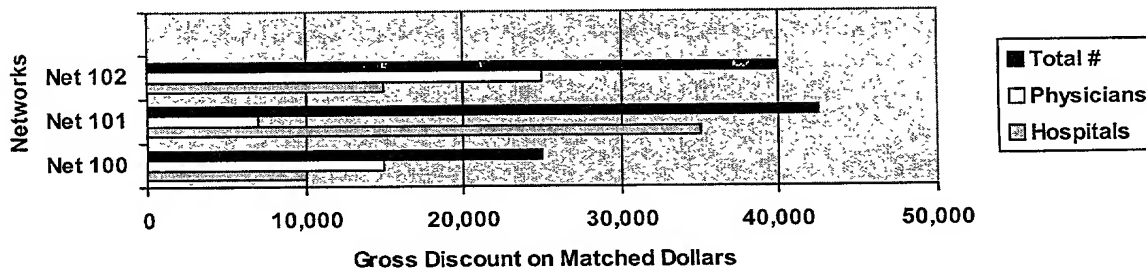 Networks
Net 102
Net 101
Net 100
0 10,000 20,000 30,000 40,000 50,000
Gross Discount on Matched Dollars
Total #
Physicians
Hospitals